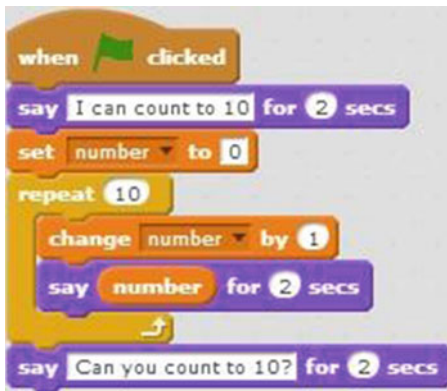 when clicked
say I can count to 10 for 2 secs
set number to 0
repeat 10
change number by 1
say number for 2 secs
say Can you count to 10? for 2 secs